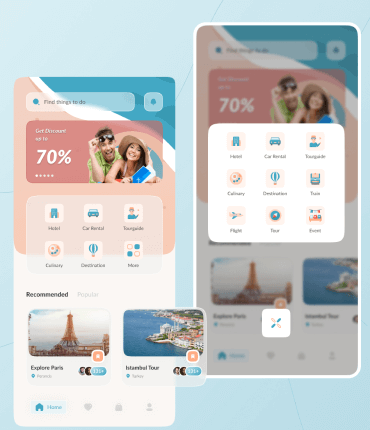 Find things to do
Get Discount
up to
70%
Hotel
Car Rental
Tourguide
Culinary
Destination
More
Recommended
Popular
Explore Paris
Istanbul Tour
Home
Find things to do
Get Discount
up to
70%
Hotel
Car Rental
Tourguide
Culinary
Destination
Train
Flight
Tour
Event
Explore Paris
Istanbul Tour
Home